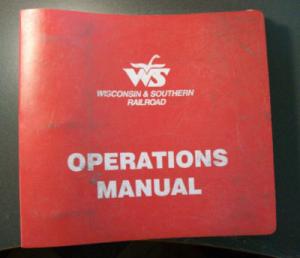 WS
WISCONSIN & SOUTHERN
RAILROAD
OPERATIONS
MANUAL